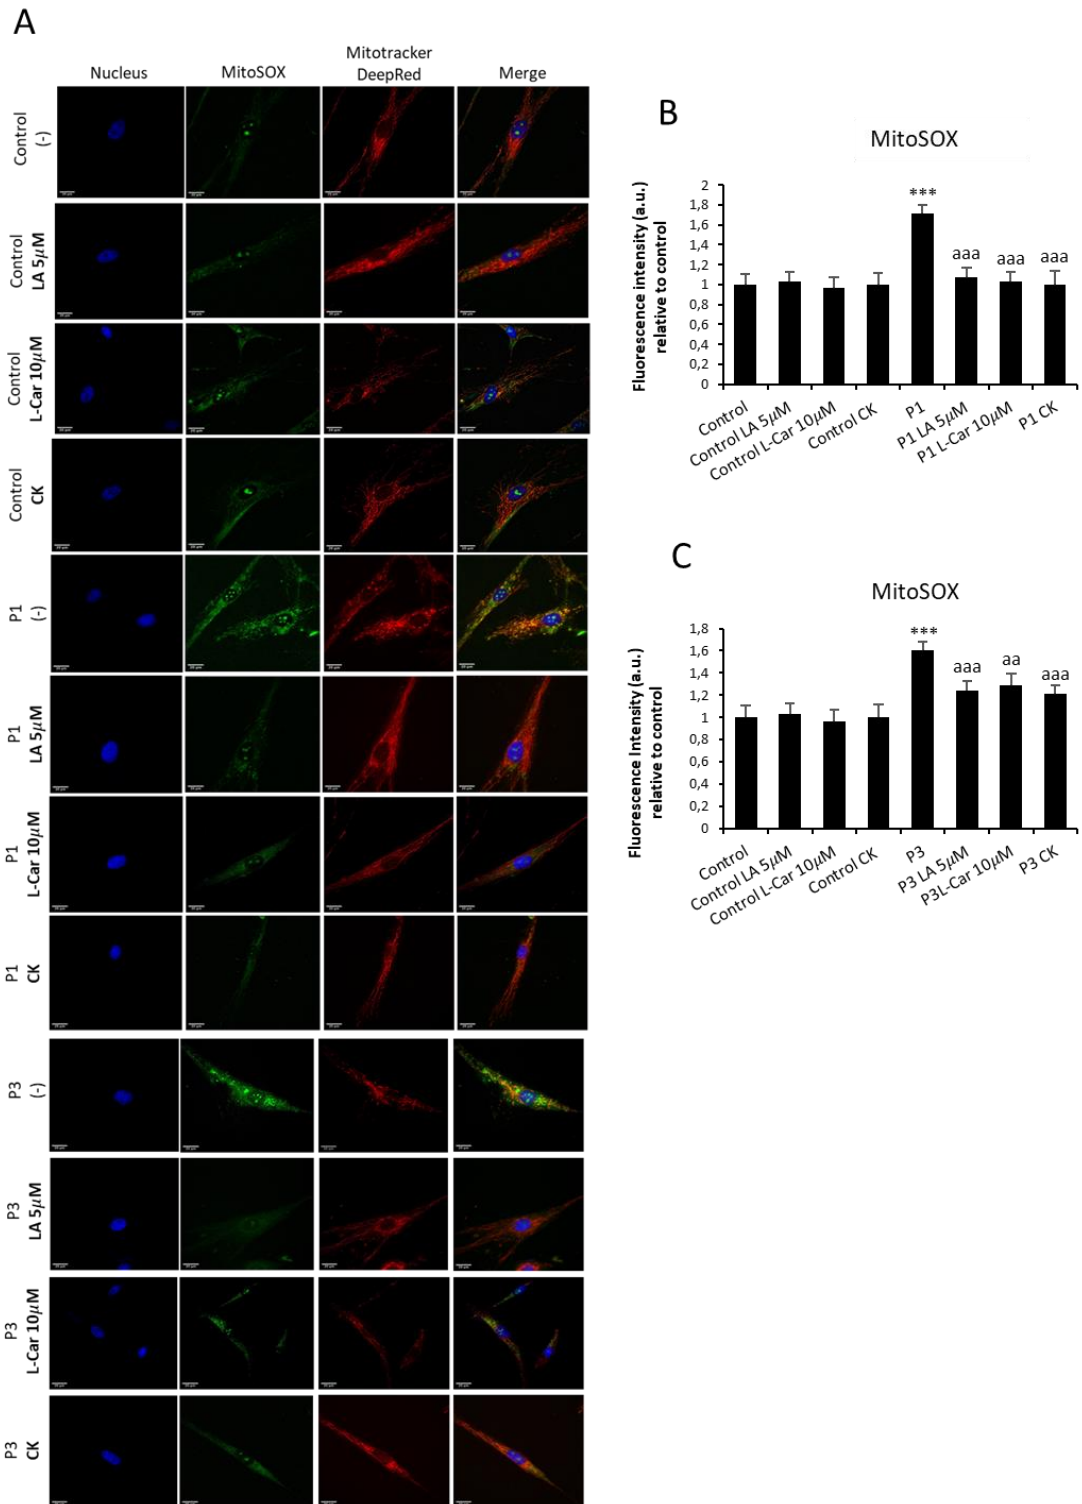 A
Nucleus
MitoSOX
Mitotracker
DeepRed
Merge
Control
(-)
Control
LA 5µM
Control
L-Car 10µM
Control
CK
P1
(-)
P1
LA 5µM
P1
L-Car 10µM
P1
CK
P3
(-)
P3
LA 5µM
P3
L-Car 10µM
P3
CK
B
MitoSOX
Fluorescence intensity (a.u.)
relative to control
2
1,8
1,6
1,4
1,2
1
0,8
0,6
0,4
0,2
0
***
aaa
aaa
aaa
Control
Control LA 5µM
Control L-Car 10µM
Control CK
P1
P1 LA 5µM
P1 L-Car 10µM
P1 CK
C
MitoSOX
Fluorescence Intensity (a.u.)
relative to control
1,8
1,6
1,4
1,2
1
0,8
0,6
0,4
0,2
0
***
aaa
aa
aaa
Control
Control LA 5µM
Control L-Car 10µM
Control CK
P3
P3 LA 5µM
P3L-Car 10µM
P3 CK